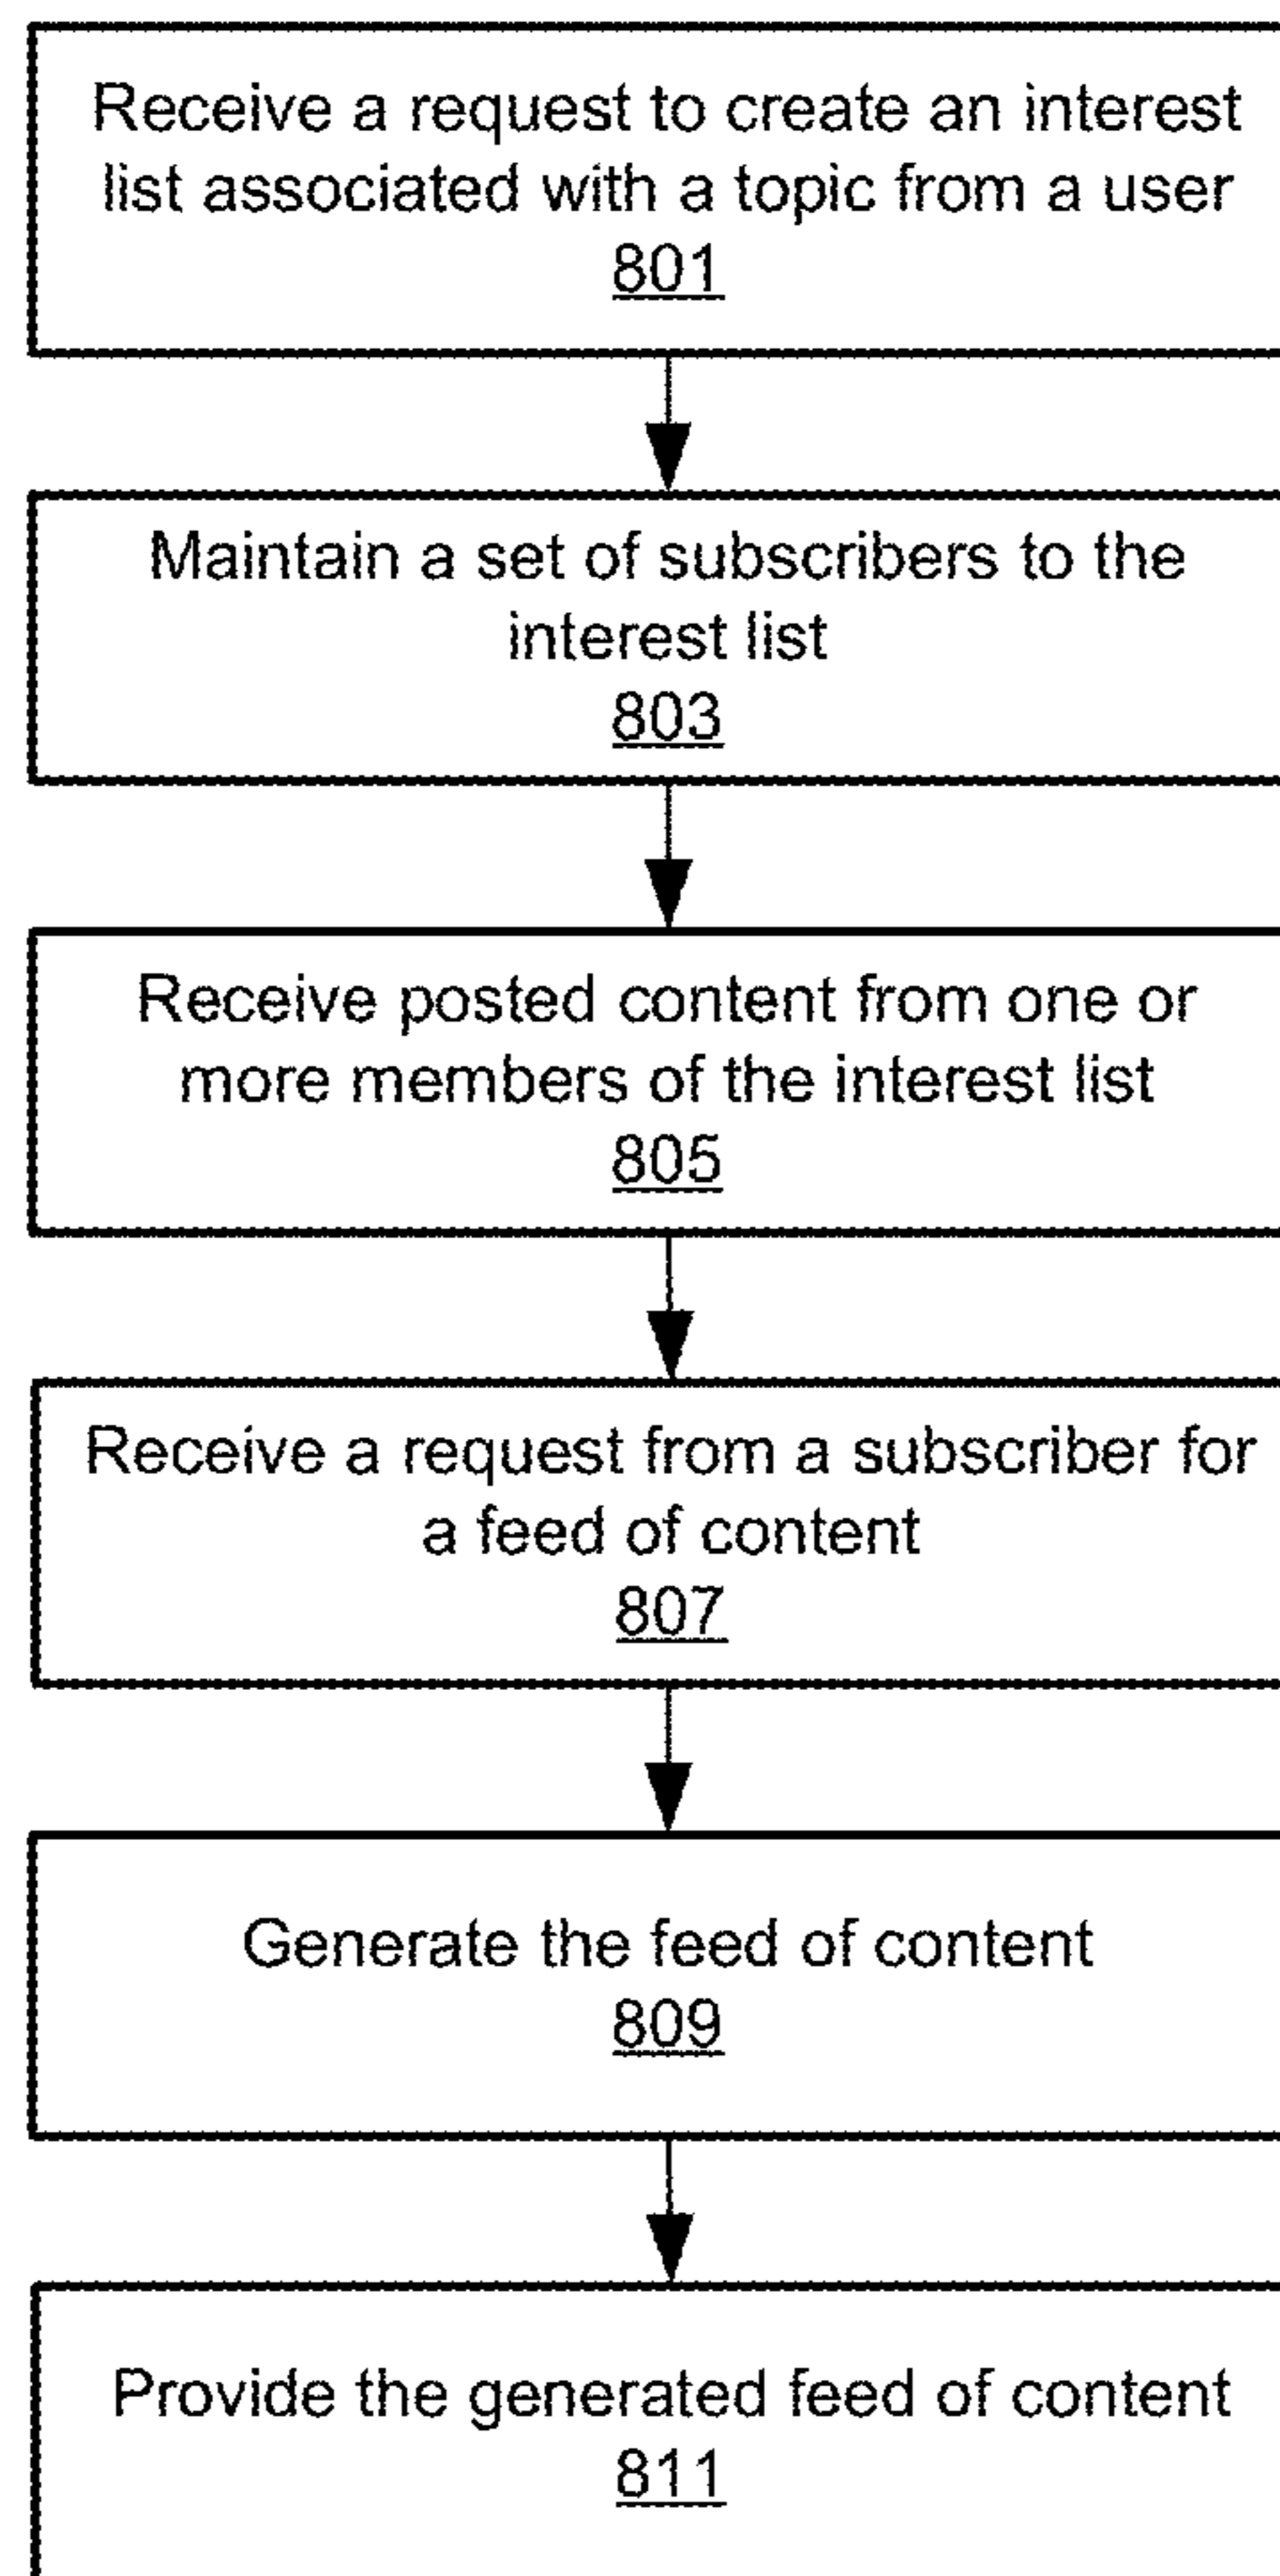 Receive a request to create an interest
list associated with a topic from a user
801
Maintain a set of subscribers to the
interest list
803
Receive posted content from one or
more members of the interest list
805
Receive a request from a subscriber for
a feed of content
807
Generate the feed of content
809
Provide the generated feed of content
811